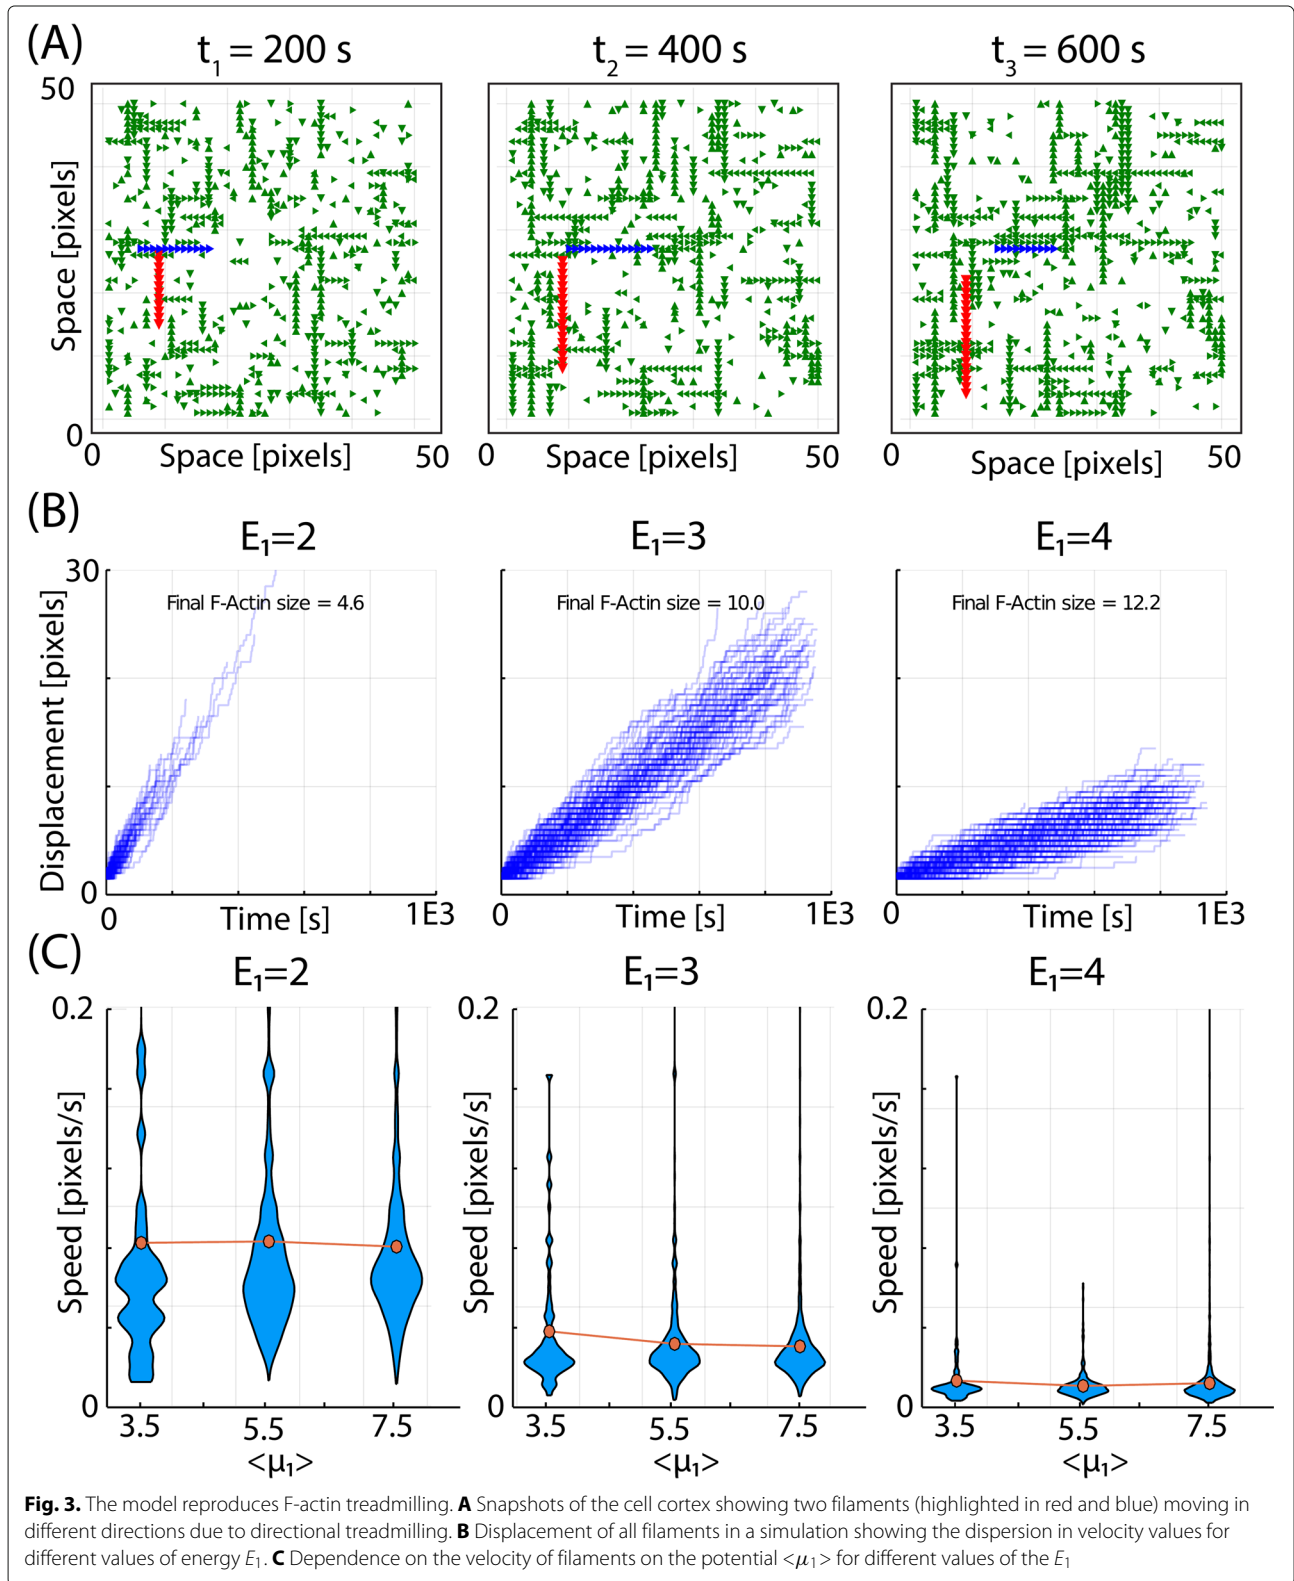 (A)
t1 = 200 s
t2 = 400 s
t3 = 600 s
50
Space [pixels]
0
0 Space [pixels] 50
0 Space [pixels] 50
0 Space [pixels] 50
(B)
E1=2
E1=3
E1=4
30
Displacement [pixels]
0
Final F-Actin size = 4.6
Final F-Actin size = 10.0
Final F-Actin size = 12.2
0 Time [s] 1E3
0 Time [s] 1E3
0 Time [s] 1E3
(C)
E1=2
E1=3
E1=4
0.2
Speed [pixels/s]
0
3.5 5.5 7.5
<μ1>
0.2
Speed [pixels/s]
0
3.5 5.5 7.5
<μ1>
0.2
Speed [pixels/s]
0
3.5 5.5 7.5
<μ1>
Fig. 3. The model reproduces F-actin treadmilling. A Snapshots of the cell cortex showing two filaments (highlighted in red and blue) moving in
different directions due to directional treadmilling. B Displacement of all filaments in a simulation showing the dispersion in velocity values for
different values of energy E1. C Dependence on the velocity of filaments on the potential <μ1> for different values of the E1